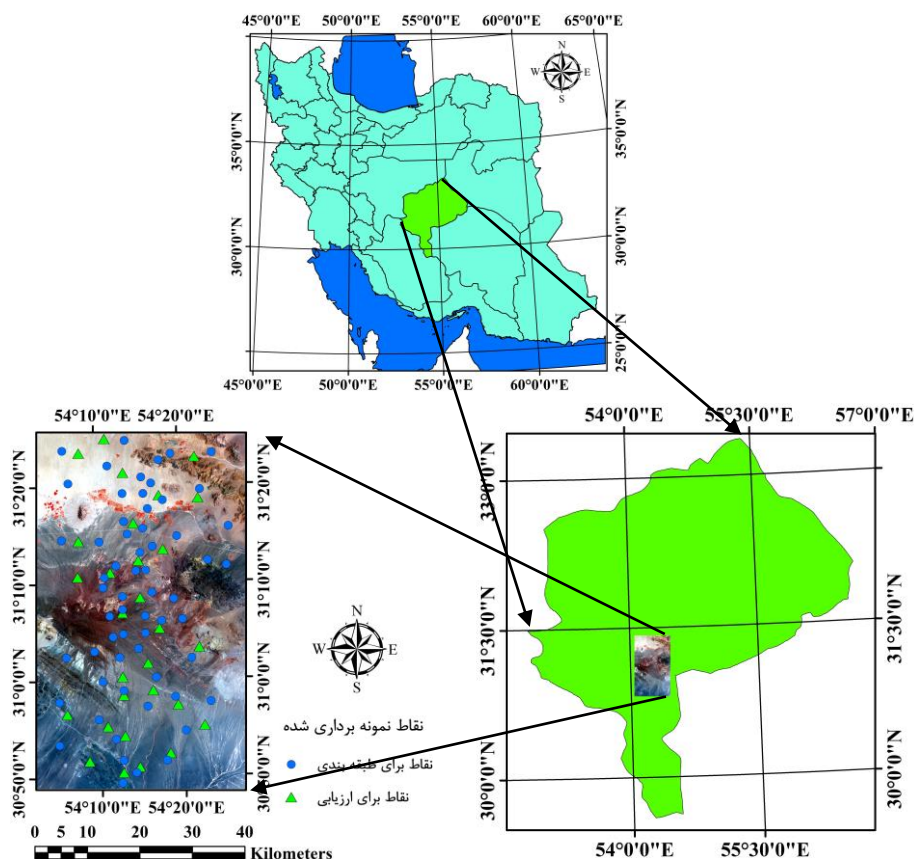 45°0'0"E 50°0'0"E 55°0'0"E 60°0'0"E 65°0'0"E
N
W E
S
35°0'0"N 35°0'0"N
30°0'0"N 30°0'0"N
25°0'0"N
45°0'0"E 50°0'0"E 55°0'0"E 60°0'0"E
54°10'0"E 54°20'0"E
31°20'0"N 31°20'0"N
31°10'0"N 31°10'0"N
31°0'0"N 31°0'0"N
30°50'0"N 30°50'0"N
54°10'0"E 54°20'0"E
N
W E
S
نقاط نمونه برداری شده
نقاط برای طبقه بندی
نقاط برای ارزیابی
0 5 10 20 30 40
Kilometers
54°0'0"E 55°30'0"E 57°0'0"E
33°0'0"N 33°0'0"N
31°30'0"N 31°30'0"N
30°0'0"N 30°0'0"N
54°0'0"E 55°30'0"E